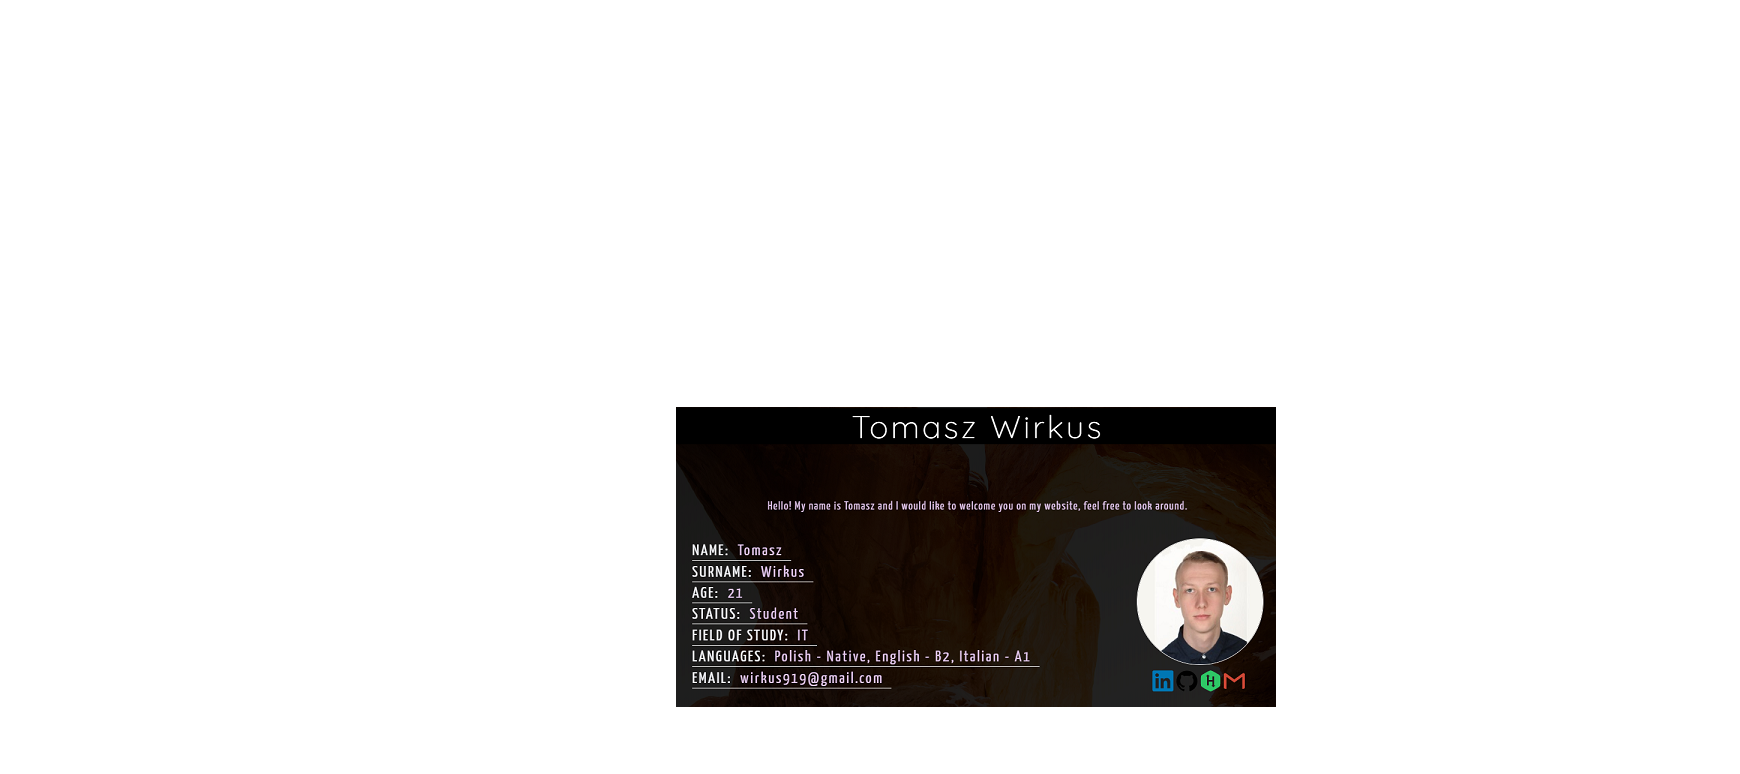 Tomasz Wirkus
Hello! My name is Tomasz and I would like to welcome you on my website, feel free to look around.
NAME: Tomasz
SURNAME: Wirkus
AGE: 21
STATUS: Student
FIELD OF STUDY: IT
LANGUAGES: Polish - Native, English - B2, Italian - A1
EMAIL: wirkus919@gmail.com
in H